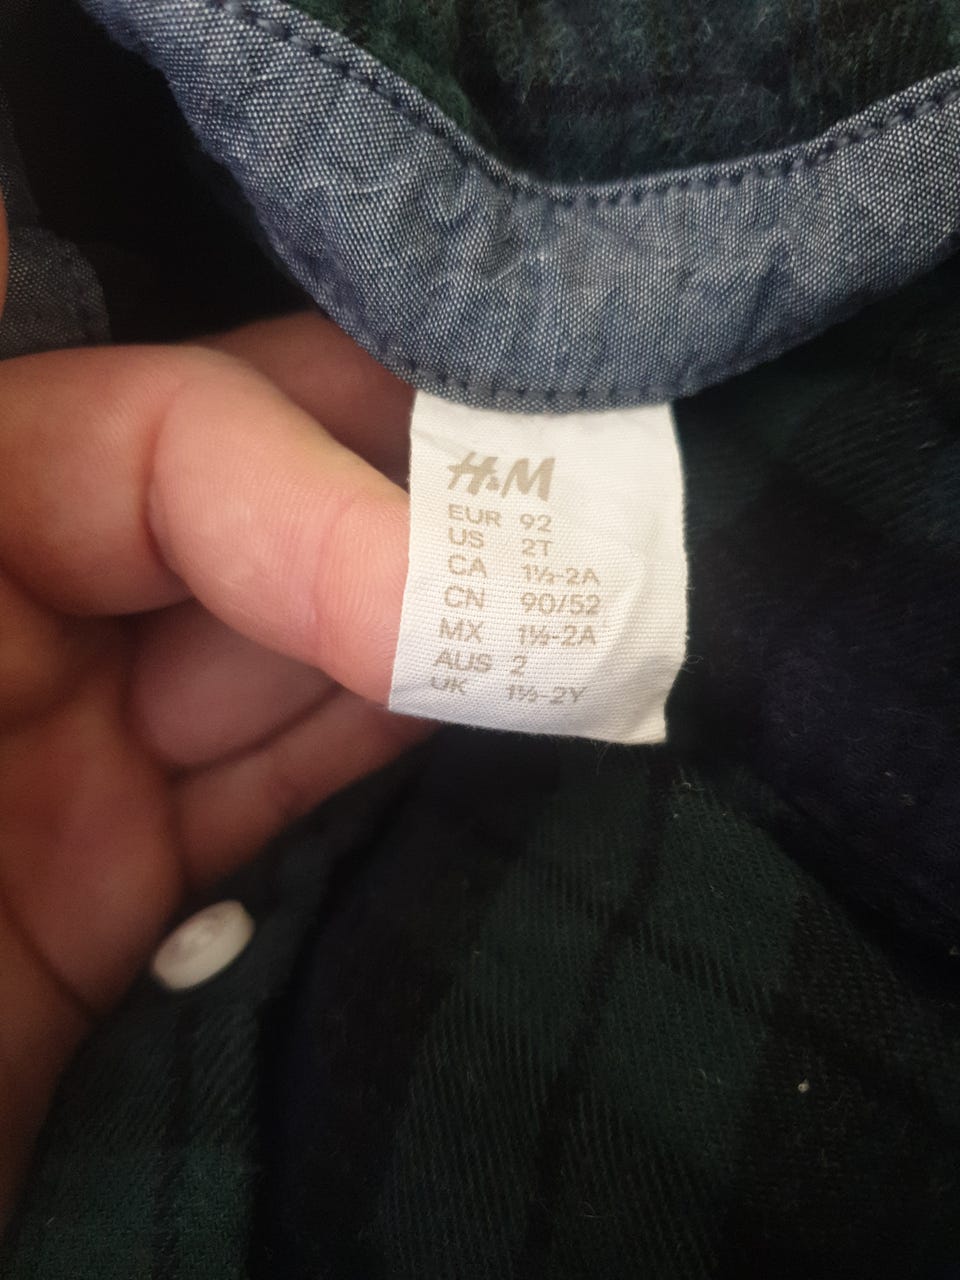 H&M
EUR 92
US 2T
CA 1½-2A
CN 90/52
MX 1½-2A
AUS 2
UK 1½-2Y